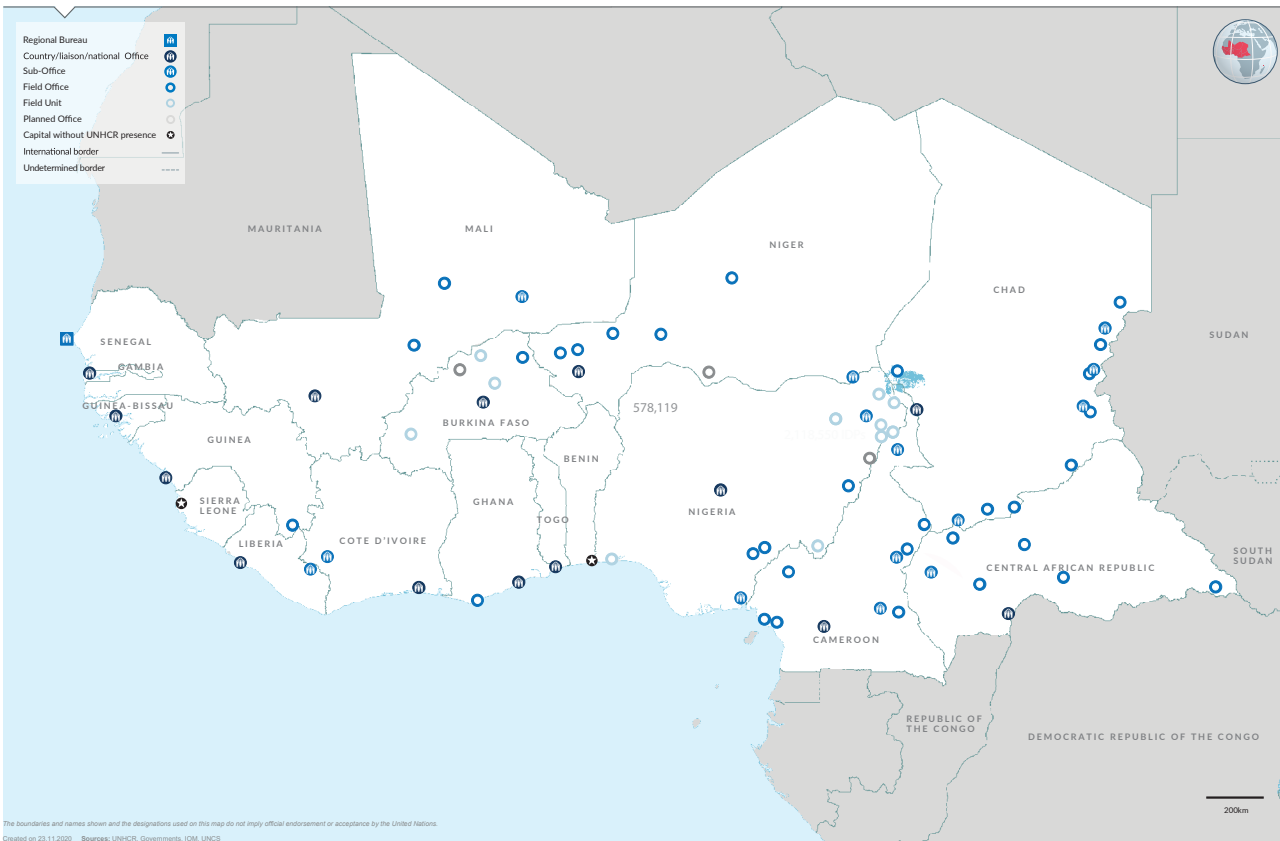 Regional Bureau
Country/liaison/national Office
Sub-Office
Field Office
Field Unit
Planned Office
Capital without UNHCR presence
International border
Undetermined border
MAURITANIA
MALI
NIGER
CHAD
SUDAN
SENEGAL
GAMBIA
GUINEA-BISSAU
GUINEA
SIERRA
LEONE
LIBERIA
COTE D'IVOIRE
BURKINA FASO
GHANA
TOGO
BENIN
578,119
NIGERIA
CAMEROON
CENTRAL AFRICAN REPUBLIC
SOUTH
SUDAN
REPUBLIC OF
THE CONGO
DEMOCRATIC REPUBLIC OF THE CONGO
200km
The boundaries and names shown and the designations used on this map do not imply official endorsement or acceptance by the United Nations.
Created on 23.11.2020 Sources: UNHCR, Governments, IOM, UNCS